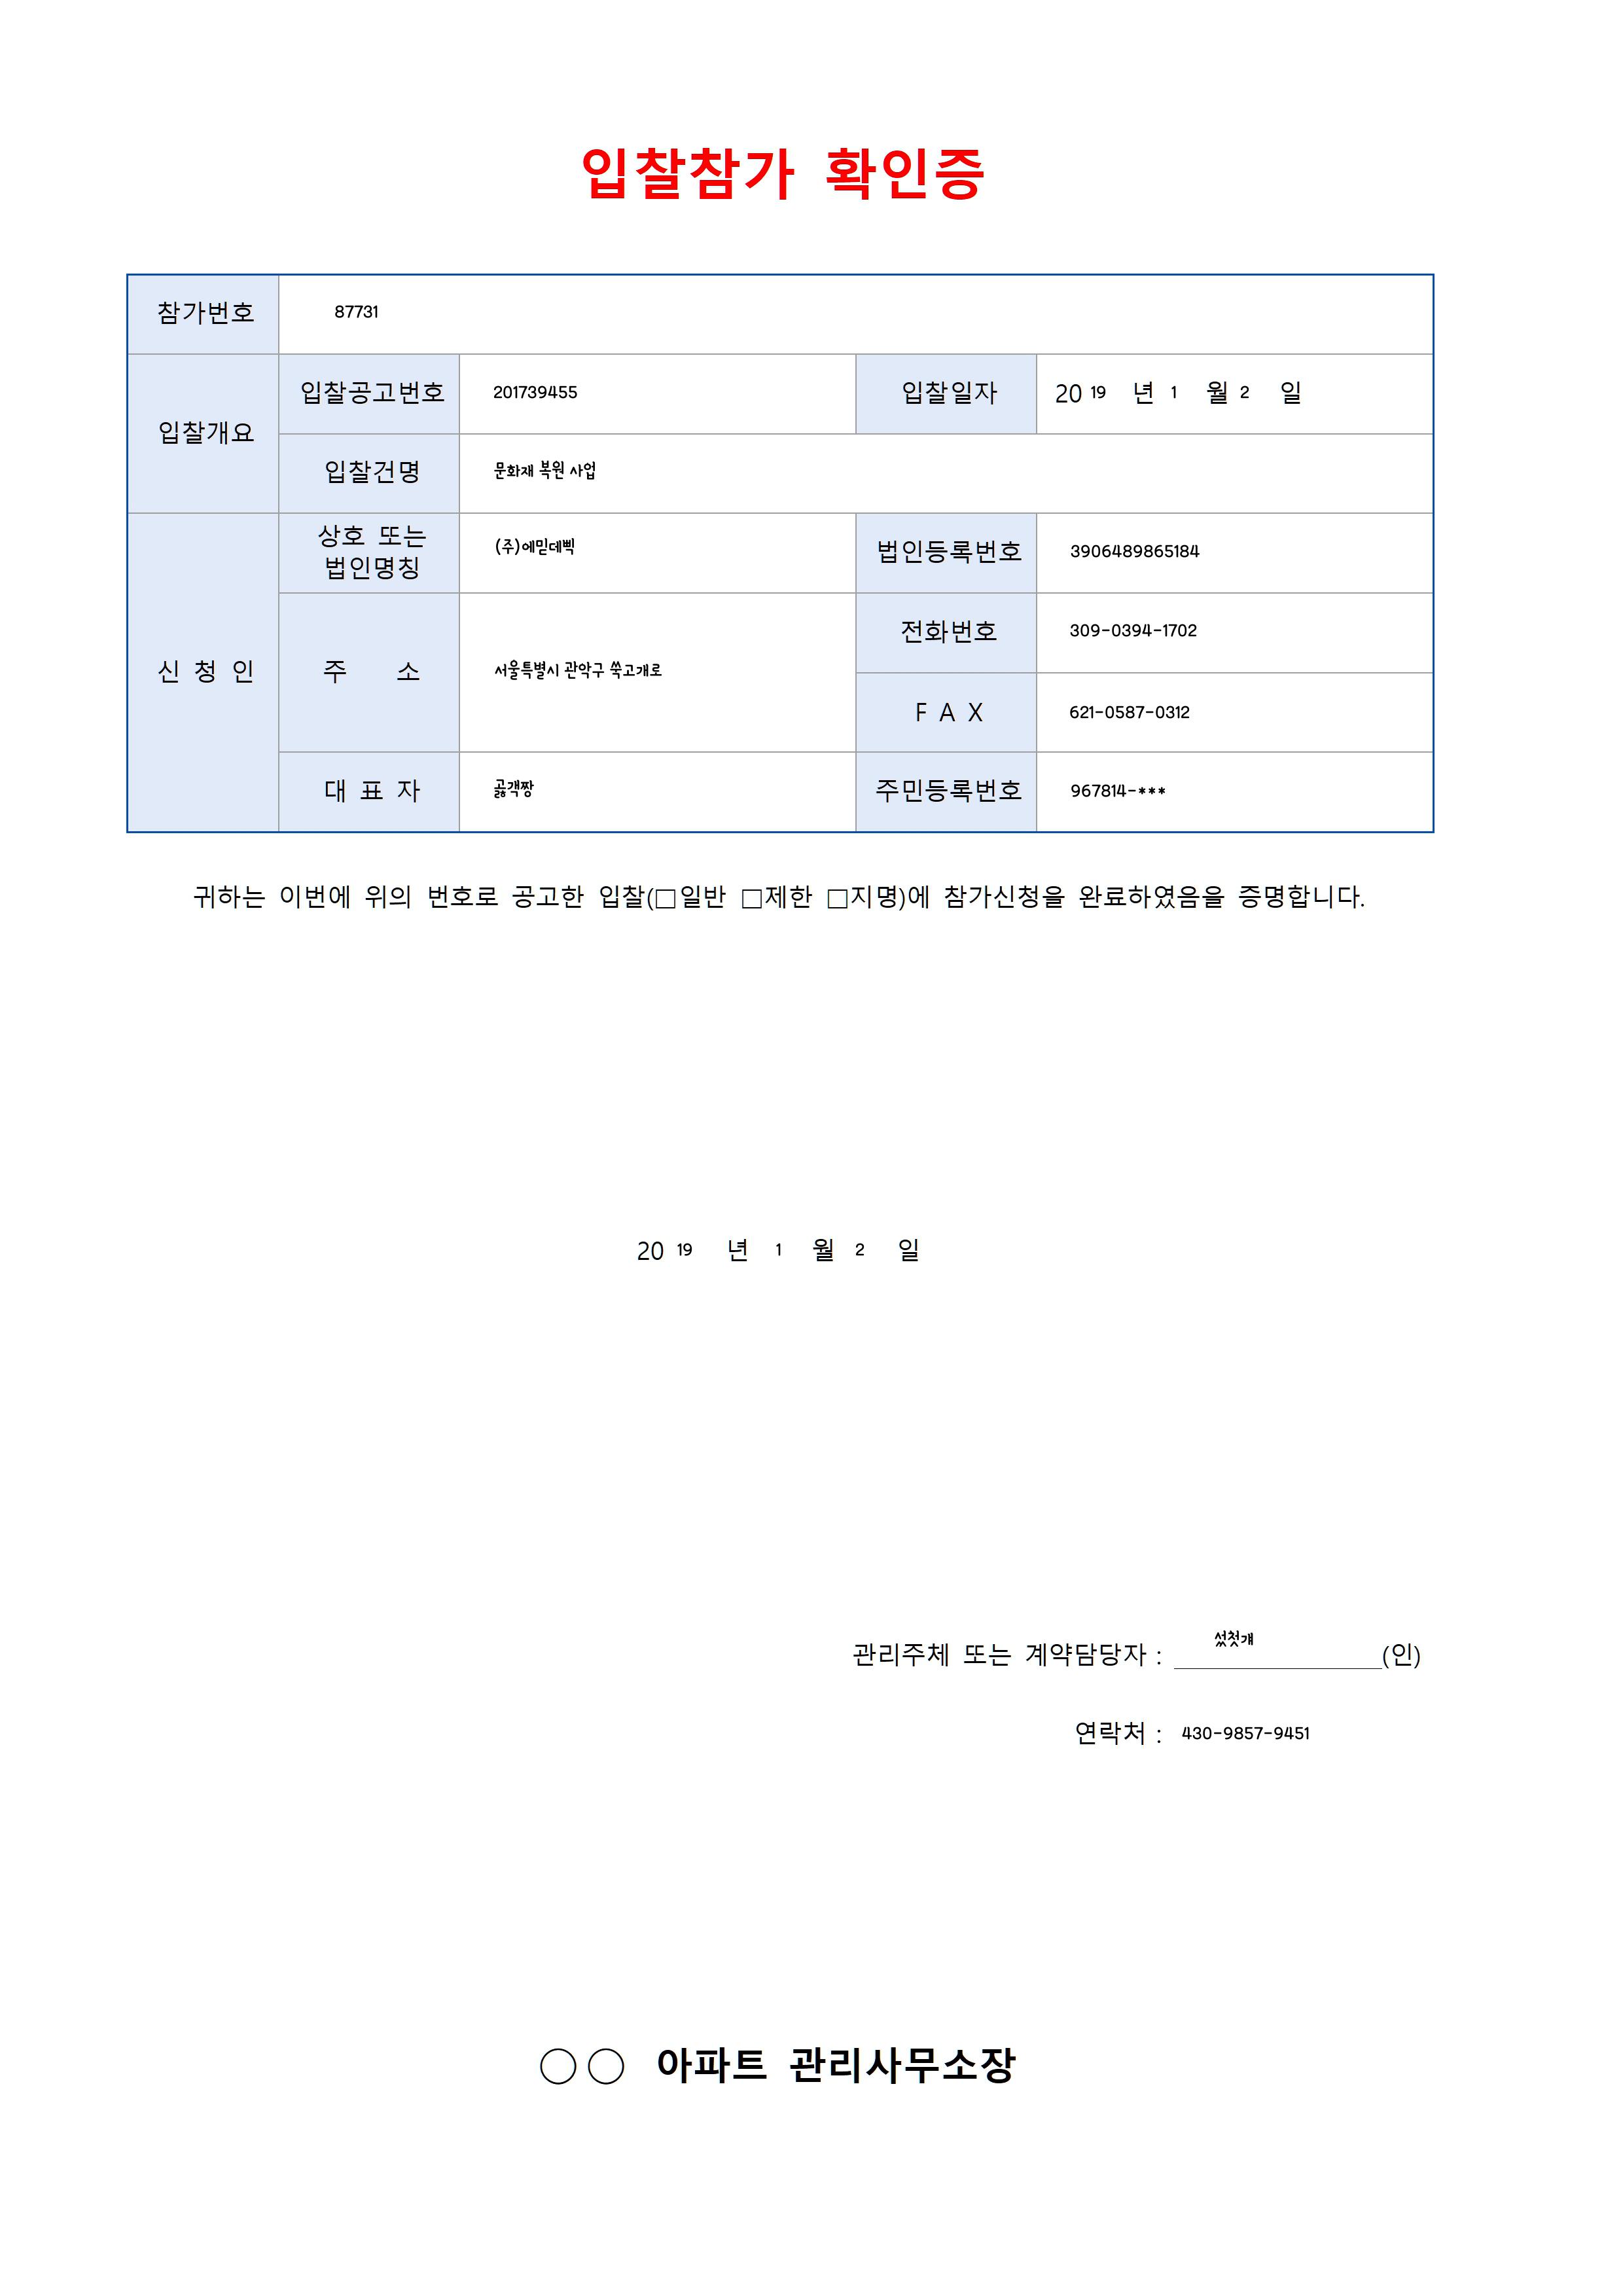 입찰참가 확인증
참가번호 87731
입찰개요 입찰공고번호 201739455 입찰일자 20 19 년 1 월 2 일
입찰건명 문화재 복원 사업
신 청 인 상호 또는 법인명칭 (주)에믿데삑 법인등록번호 3906489865184
주 소 서울특별시 관악구 쑥고개로 전화번호 309-0394-1702
F A X 621-0587-0312
대 표 자 곯객짱 주민등록번호 967814-***
귀하는 이번에 위의 번호로 공고한 입찰(□일반 □제한 □지명)에 참가신청을 완료하였음을 증명합니다.
20 19 년 1 월 2 일
관리주체 또는 계약담당자 : 섰첫걔 (인)
연락처 : 430-9857-9451
○○ 아파트 관리사무소장